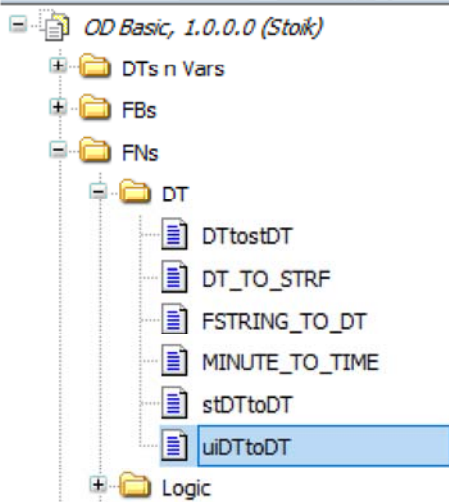 OD Basic, 1.0.0.0 (Stoik)
DTs n Vars
FBs
FNs
DT
DTtostDT
DT_TO_STRF
FSTRING_TO_DT
MINUTE_TO_TIME
stDTtoDT
uiDTtoDT
Logic